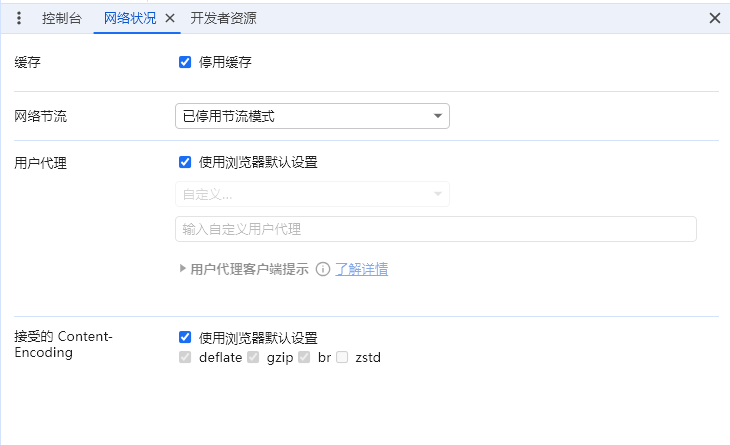 控制台 网络状况 开发者资源
缓存 停用缓存
网络节流 已停用节流模式
用户代理 使用浏览器默认设置
自定义...
输入自定义用户代理
用户代理客户端提示 了解详情
接受的 Content-Encoding
使用浏览器默认设置
deflate gzip br zstd